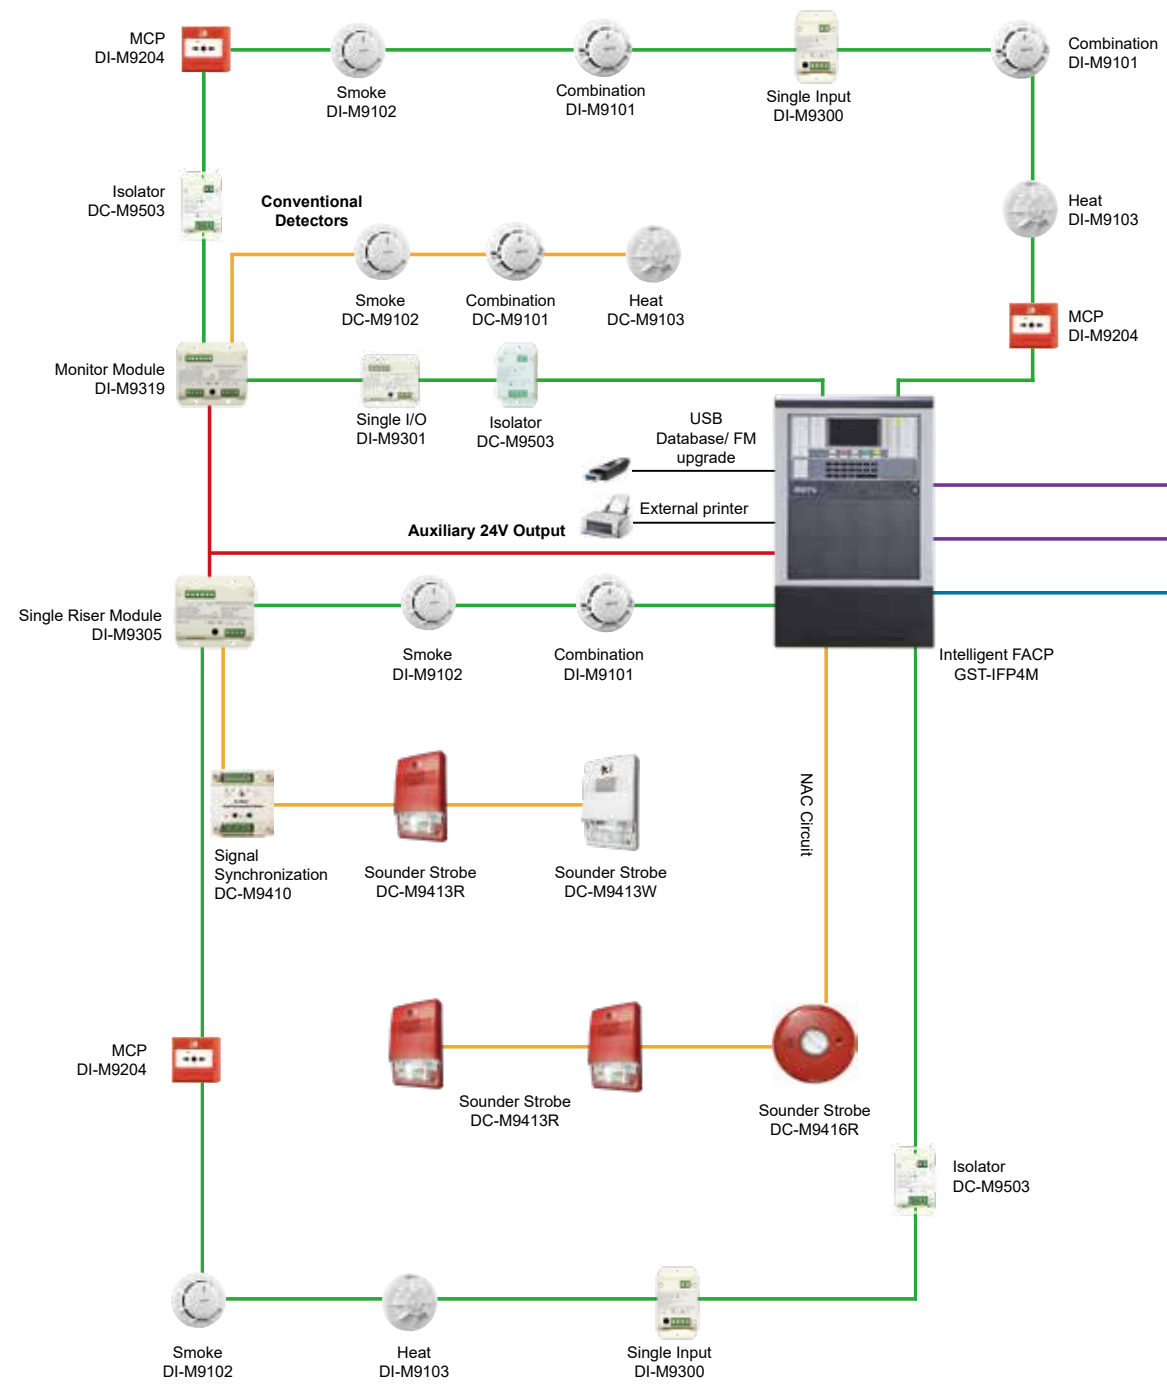 MCP
DI-M9204
Smoke
DI-M9102
Combination
DI-M9101
Single Input
DI-M9300
Combination
DI-M9101
Isolator
DC-M9503
Conventional
Detectors
Heat
DI-M9103
Smoke
DC-M9102
Combination
DC-M9101
Heat
DC-M9103
MCP
DI-M9204
Monitor Module
DI-M9319
Single I/O
DI-M9301
Isolator
DC-M9503
USB
Database/ FM
upgrade
External printer
Auxiliary 24V Output
Single Riser Module
DI-M9305
Smoke
DI-M9102
Combination
DI-M9101
Intelligent FACP
GST-IFP4M
NAC Circuit
Signal
Synchronization
DC-M9410
Sounder Strobe
DC-M9413R
Sounder Strobe
DC-M9413W
MCP
DI-M9204
Sounder Strobe
DC-M9413R
Sounder Strobe
DC-M9416R
Isolator
DC-M9503
Smoke
DI-M9102
Heat
DI-M9103
Single Input
DI-M9300